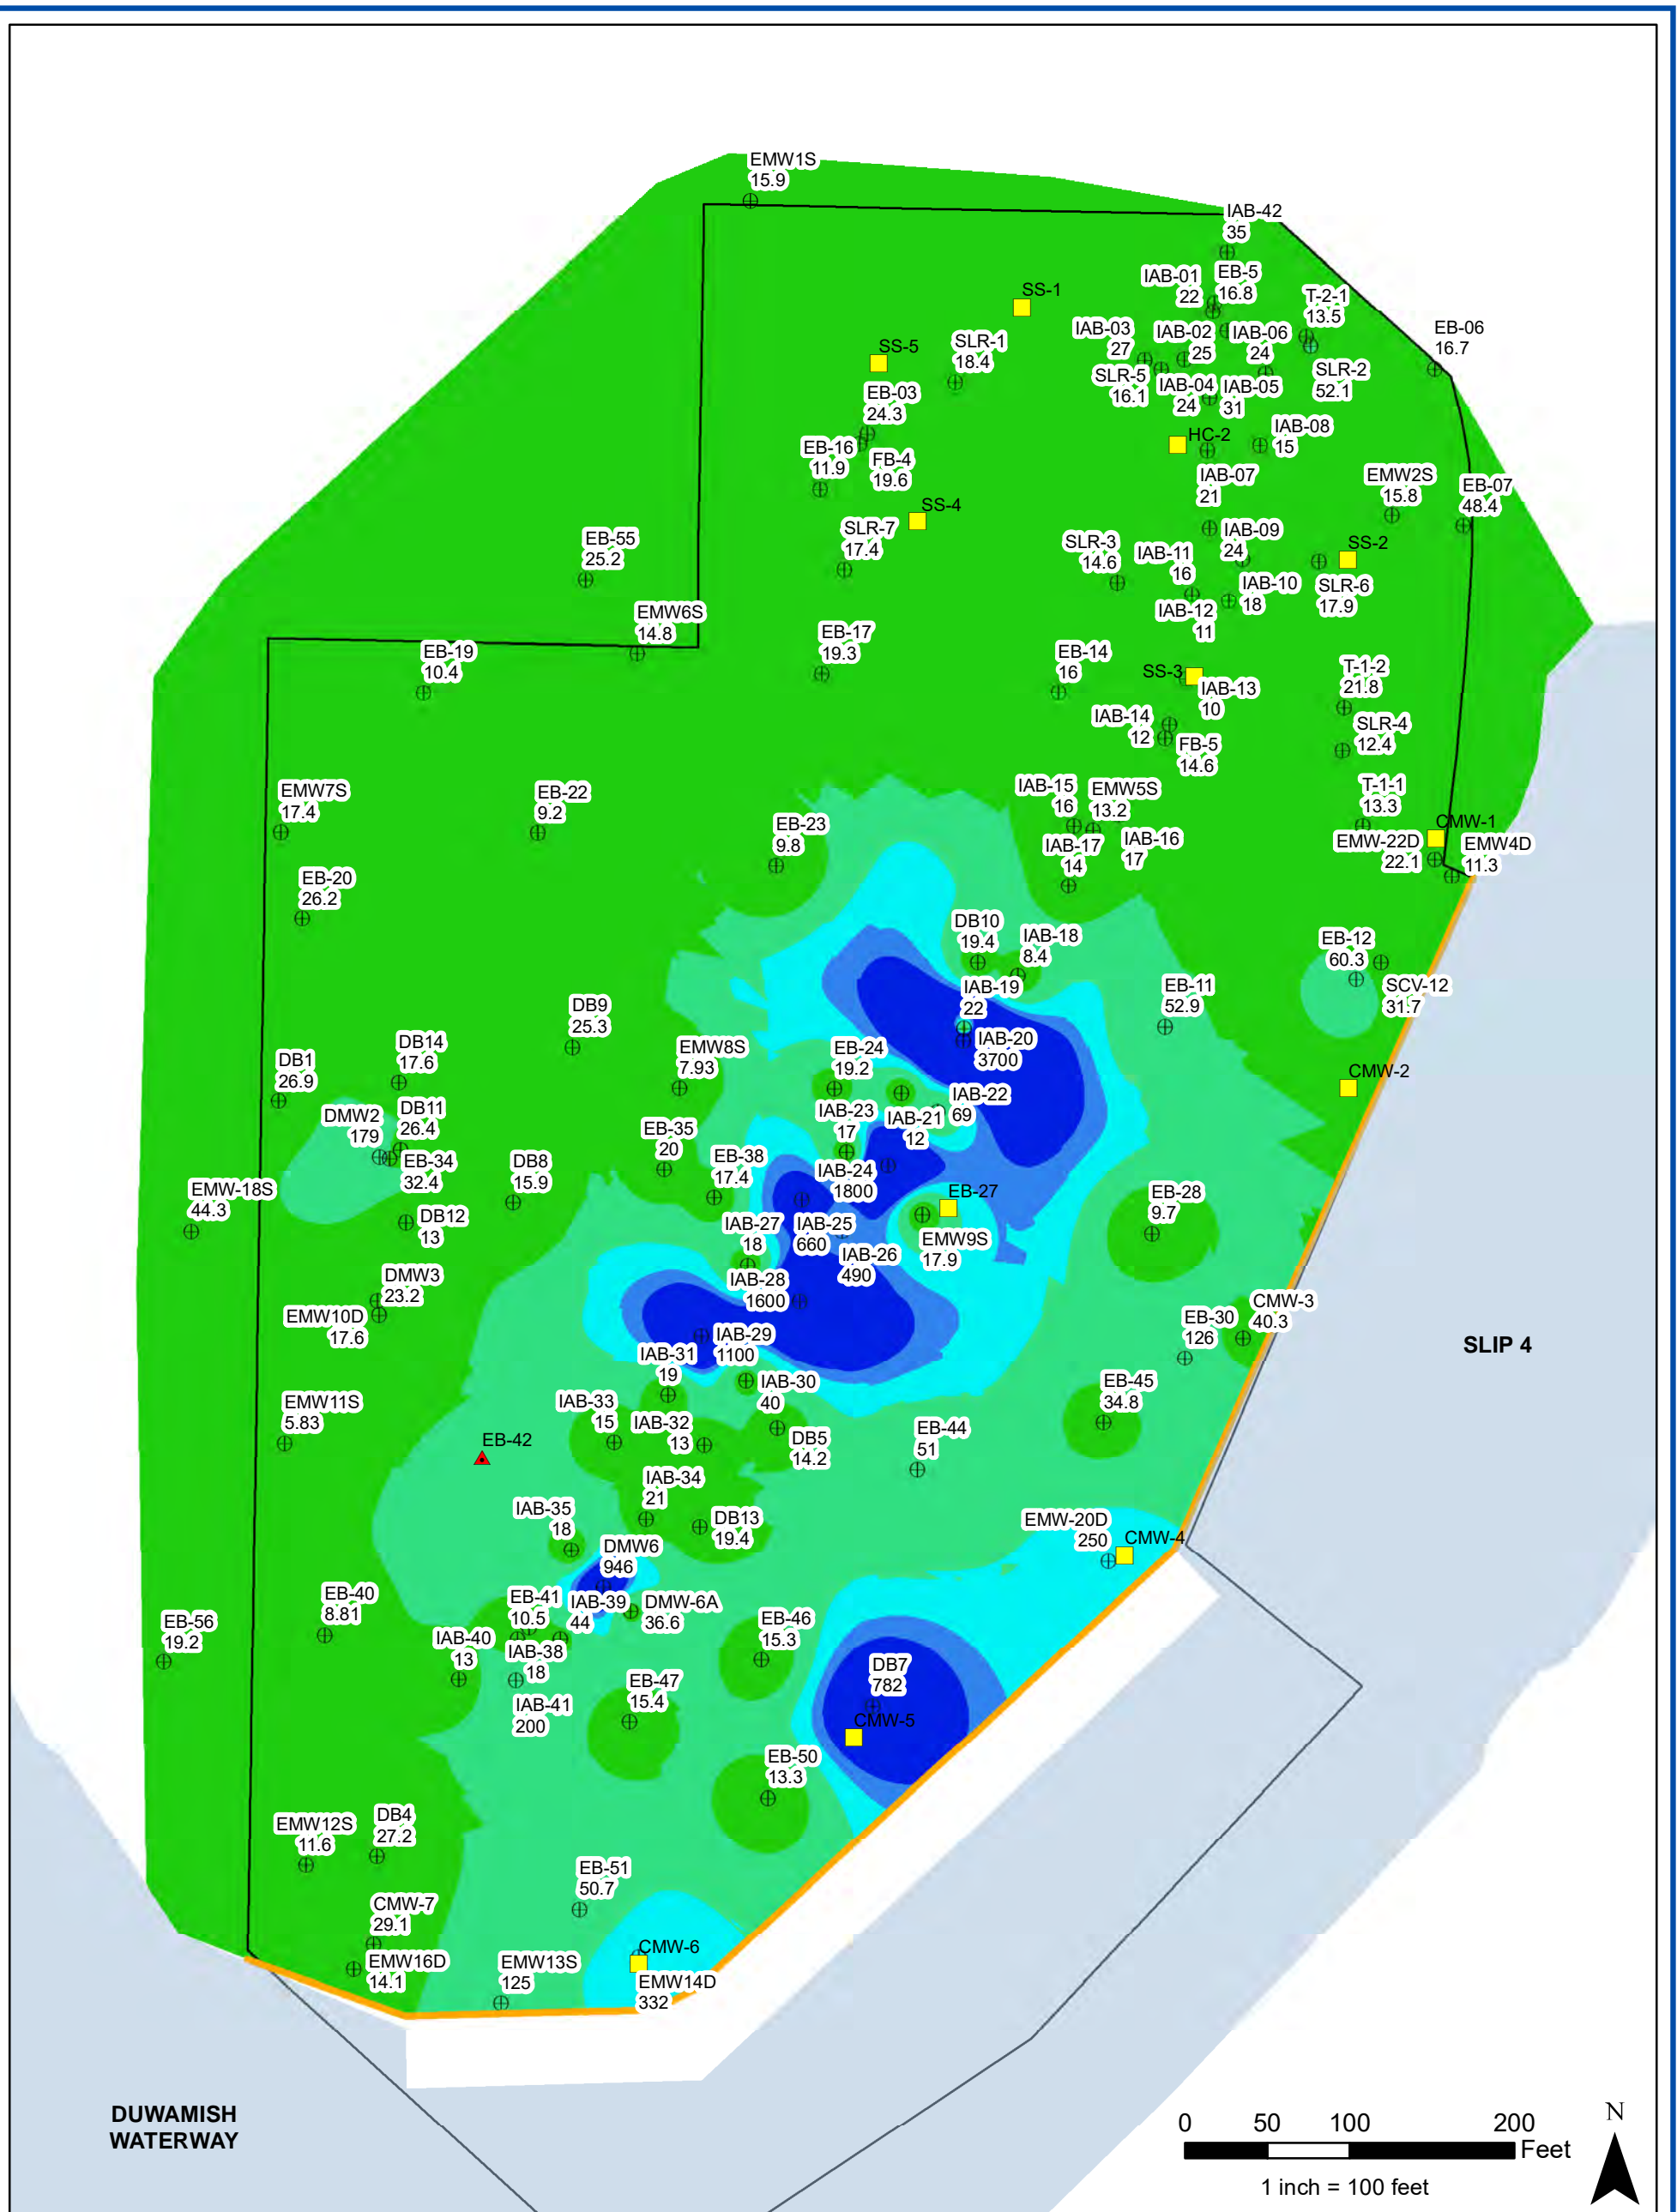 EMW1S
15.9
IAB-42
35
IAB-01
22
EB-5
16.8
SS-1
T-2-1
13.5
IAB-03
27
IAB-02
25
IAB-06
24
EB-06
16.7
SS-5
SLR-1
18.4
SLR-5
16.1
IAB-04
24
IAB-05
31
SLR-2
52.1
EB-03
24.3
HC-2
IAB-08
15
EB-16
11.9
FB-4
19.6
IAB-07
21
EMW2S
15.8
EB-07
48.4
SS-4
SLR-7
17.4
EB-55
25.2
SLR-3
14.6
IAB-11
16
IAB-09
24
SS-2
IAB-10
18
SLR-6
17.9
IAB-12
11
EMW6S
14.8
EB-17
19.3
EB-19
10.4
EB-14
16
SS-3
IAB-13
10
T-1-2
21.8
IAB-14
12
FB-5
14.6
SLR-4
12.4
EMW7S
17.4
EB-22
9.2
IAB-15
16
EMW5S
13.2
T-1-1
13.3
EB-23
9.8
IAB-17
14
IAB-16
17
CMW-1
EMW-22D
22.1
EMW4D
11.3
EB-20
26.2
DB10
19.4
IAB-18
8.4
EB-12
60.3
SCV-12
31.7
IAB-19
22
EB-11
52.9
DB9
25.3
IAB-20
3700
DB14
17.6
EMW8S
7.93
EB-24
19.2
DB1
26.9
CMW-2
IAB-22
69
DMW2
179
DB11
26.4
IAB-23
17
IAB-21
12
EB-35
20
EB-34
32.4
DB8
15.9
EB-38
17.4
IAB-24
1800
EMW-18S
44.3
EB-27
EB-28
9.7
DB12
13
IAB-27
18
IAB-25
660
EMW9S
17.9
IAB-26
490
DMW3
23.2
IAB-28
1600
EMW10D
17.6
CMW-3
40.3
EB-30
126
SLIP 4
IAB-29
1100
IAB-31
19
IAB-30
40
EB-45
34.8
EMW11S
5.83
IAB-33
15
IAB-32
13
DB5
14.2
EB-44
51
EB-42
IAB-34
21
IAB-35
18
DB13
19.4
EMW-20D
250
CMW-4
DMW6
946
EB-40
8.81
EB-41
10.5
IAB-39
44
DMW-6A
36.6
EB-56
19.2
EB-46
15.3
IAB-40
13
IAB-38
18
DB7
782
EB-47
15.4
IAB-41
200
CMW-5
EB-50
13.3
EMW12S
11.6
DB4
27.2
EB-51
50.7
CMW-7
29.1
CMW-6
EMW16D
14.1
EMW13S
125
EMW14D
332
DUWAMISH
WATERWAY
0 50 100 200
Feet
1 inch = 100 feet
N